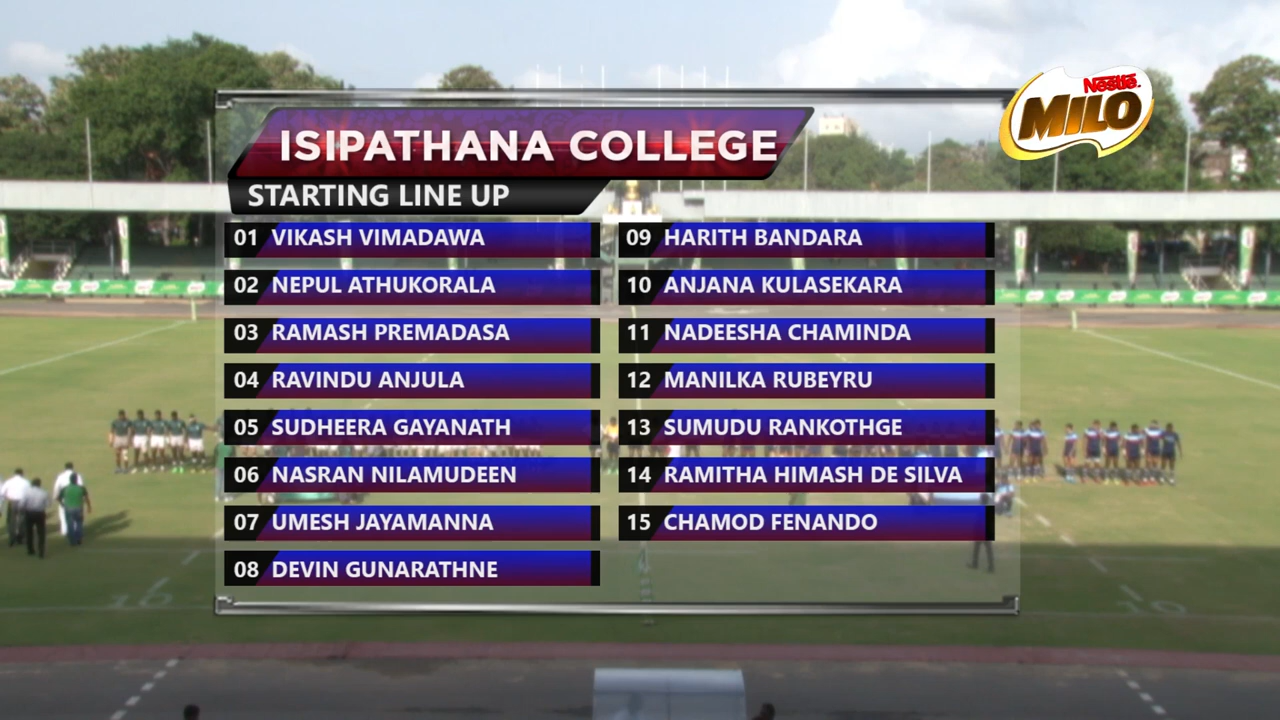 Nestle.
MILO
ISIPATHANA COLLEGE
STARTING LINE UP
01 VIKASH VIMADAWA
02 NEPUL ATHUKORALA
03 RAMASH PREMADASA
04 RAVINDU ANJULA
05 SUDHEERA GAYANATH
06 NASRAN NILAMUDEEN
07 UMESH JAYAMANNA
08 DEVIN GUNARATHNE
09 HARITH BANDARA
10 ANJANA KULASEKARA
11 NADEESHA CHAMINDA
12 MANILKA RUBEYRU
13 SUMUDU RANKOTHGE
14 RAMITHA HIMASH DE SILVA
15 CHAMOD FENANDO